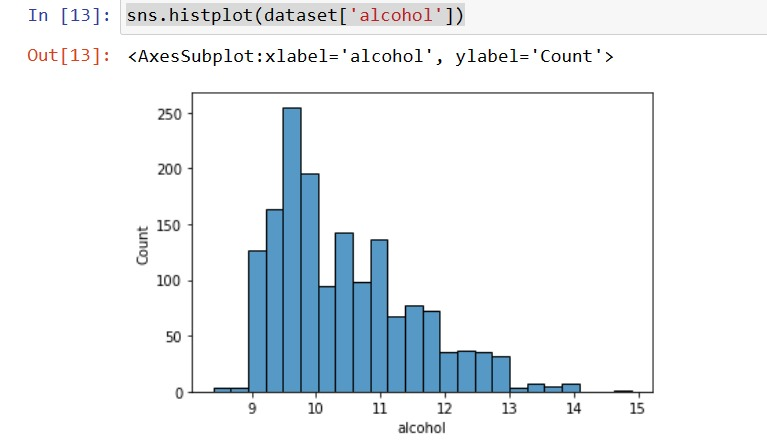 In [13]: sns.histplot(dataset['alcohol'])
Out[13]: <AxesSubplot:xlabel='alcohol', ylabel='Count'>
250
200
150
100
50
0
Count
9 10 11 12 13 14 15
alcohol